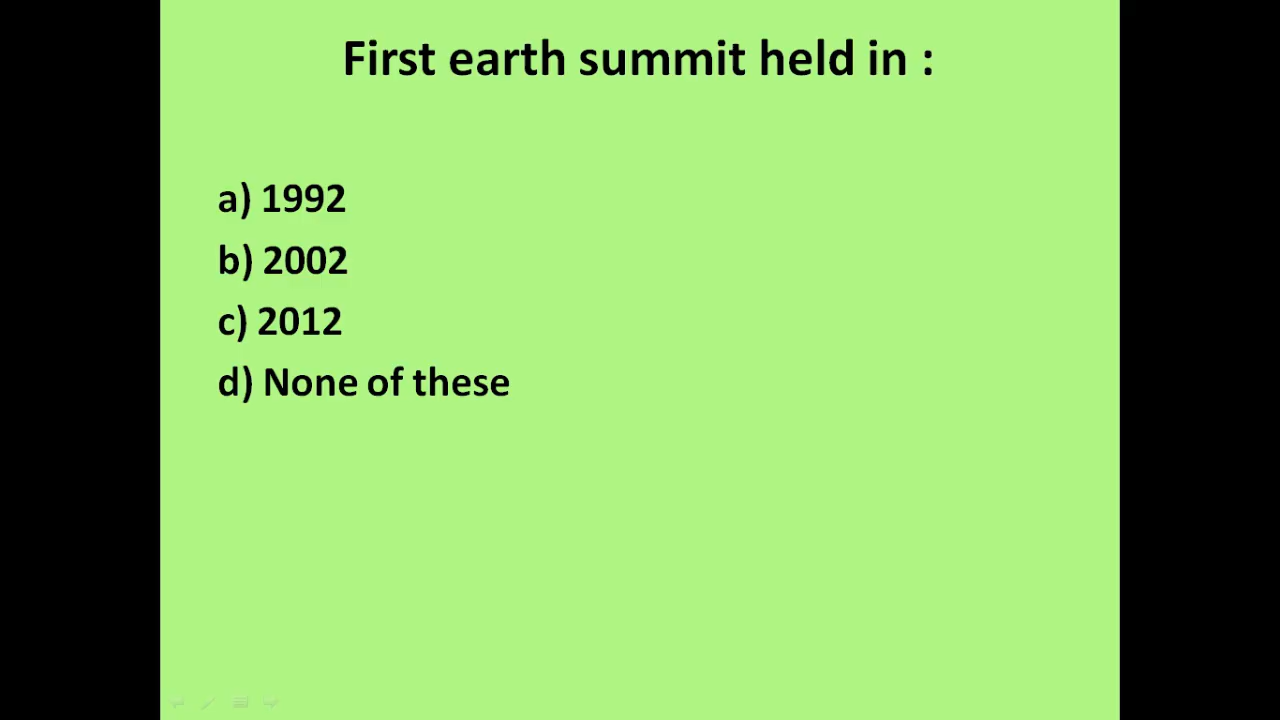 First earth summit held in :
a) 1992
b) 2002
c) 2012
d) None of these